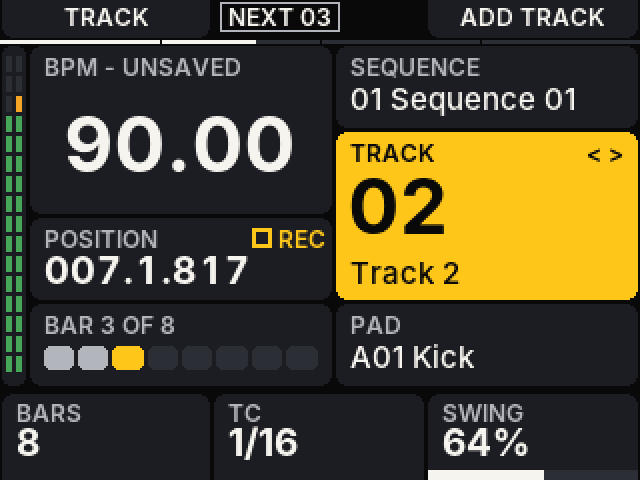 TRACK
NEXT 03
ADD TRACK
BPM - UNSAVED
90.00
SEQUENCE
01 Sequence 01
TRACK
< >
02
Track 2
POSITION
REC
007.1.817
BAR 3 OF 8
PAD
A01 Kick
BARS
8
TC
1/16
SWING
64%